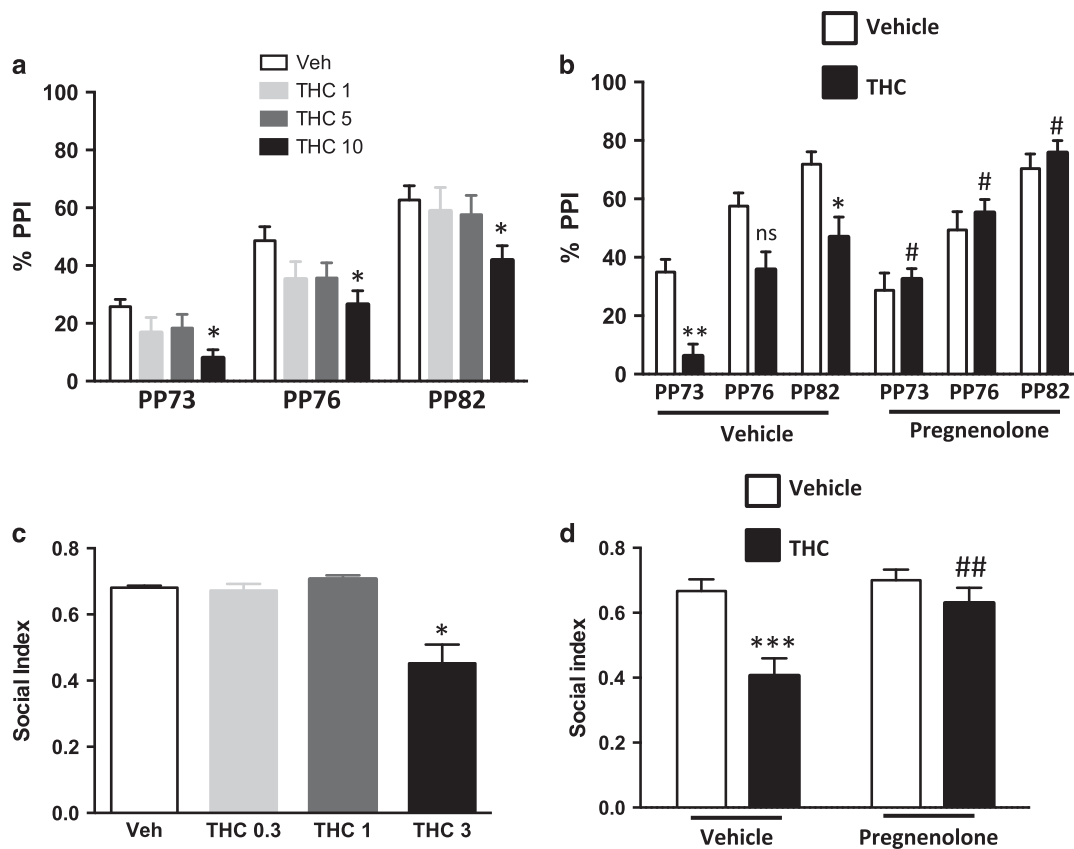 a
Veh
THC 1
THC 5
THC 10
% PPI
100
80
60
40
20
0
*
*
*
PP73 PP76 PP82
b
Vehicle
THC
% PPI
100
80
60
40
20
0
**
ns
*
#
#
#
PP73 PP76 PP82 PP73 PP76 PP82
Vehicle Pregnenolone
c
Social Index
0.8
0.6
0.4
0.2
0.0
*
Veh THC 0.3 THC 1 THC 3
d
Vehicle
THC
Social index
0.8
0.6
0.4
0.2
0.0
***
##
Vehicle Pregnenolone